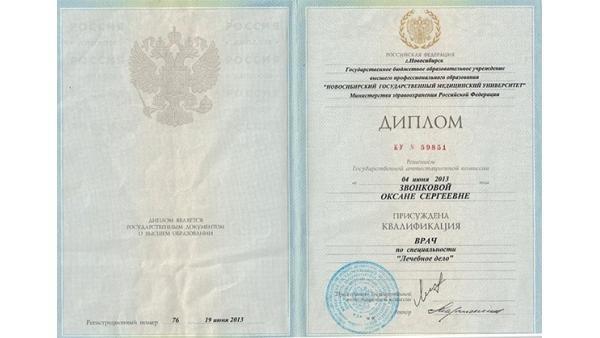 ДИПЛОМ ЯВЛЯЕТСЯ
ГОСУДАРСТВЕННЫМ ДОКУМЕНТОМ
О ВЫСШЕМ ОБРАЗОВАНИИ
Регистрационный номер 76 19 июня 2013
РОССИЙСКАЯ ФЕДЕРАЦИЯ
г.Новосибирск
Государственное бюджетное образовательное учреждение
высшего профессионального образования
"НОВОСИБИРСКИЙ ГОСУДАРСТВЕННЫЙ МЕДИЦИНСКИЙ УНИВЕРСИТЕТ"
Министерства здравоохранения Российской Федерации
ДИПЛОМ
КУ № 59851
Решением
Государственной аттестационной комиссии
от 04 июня 2013 года
ЗВОНКОВОЙ
ОКСАНЕ СЕРГЕЕВНЕ
ПРИСУЖДЕНА
КВАЛИФИКАЦИЯ
ВРАЧ
по специальности
"Лечебное дело"